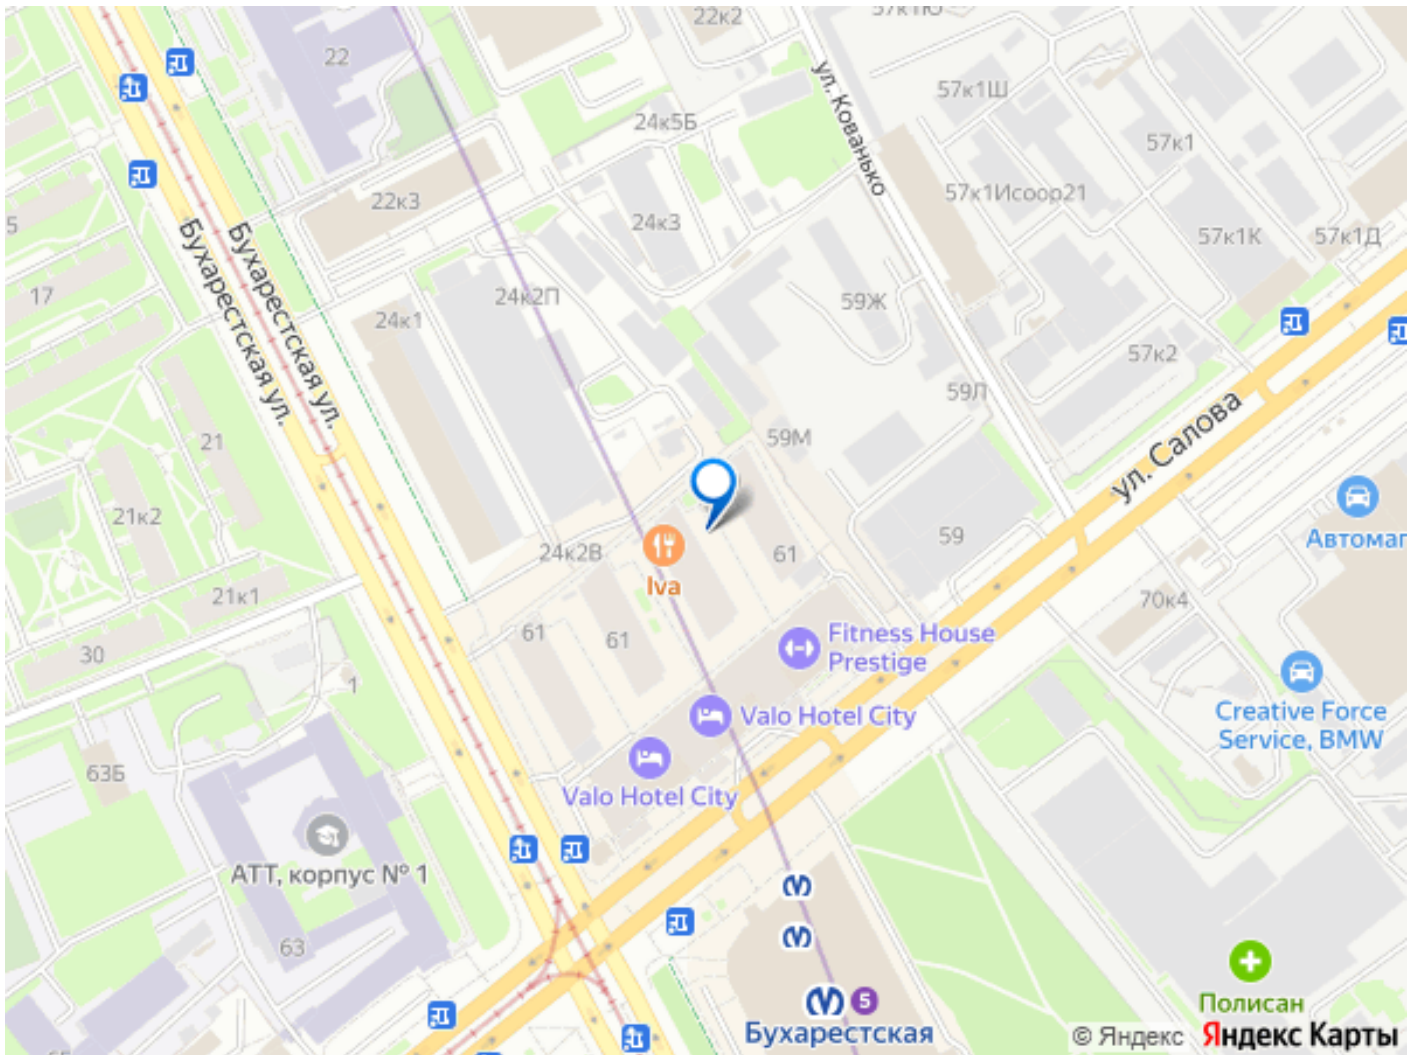 22к2
57к1Ю
22
ул. Кованько
57к1Ш
24к5Б
57к1
22к3
57к1Исоор21
24к3
5
57к1К
57к1Д
Бухарестская ул.
Бухарестская ул.
17
24к2П
59Ж
24к1
57к2
59Л
ул. Салова
21
59М
21к2
24к2В
61
59
Автомаг
Iva
21к1
70к4
61
61
Fitness House
Prestige
30
1
Valo Hotel City
Creative Force
Service, BMW
63Б
Valo Hotel City
АТТ, корпус № 1
63
5
Полисан
Бухарестская
© Яндекс Яндекс Карты